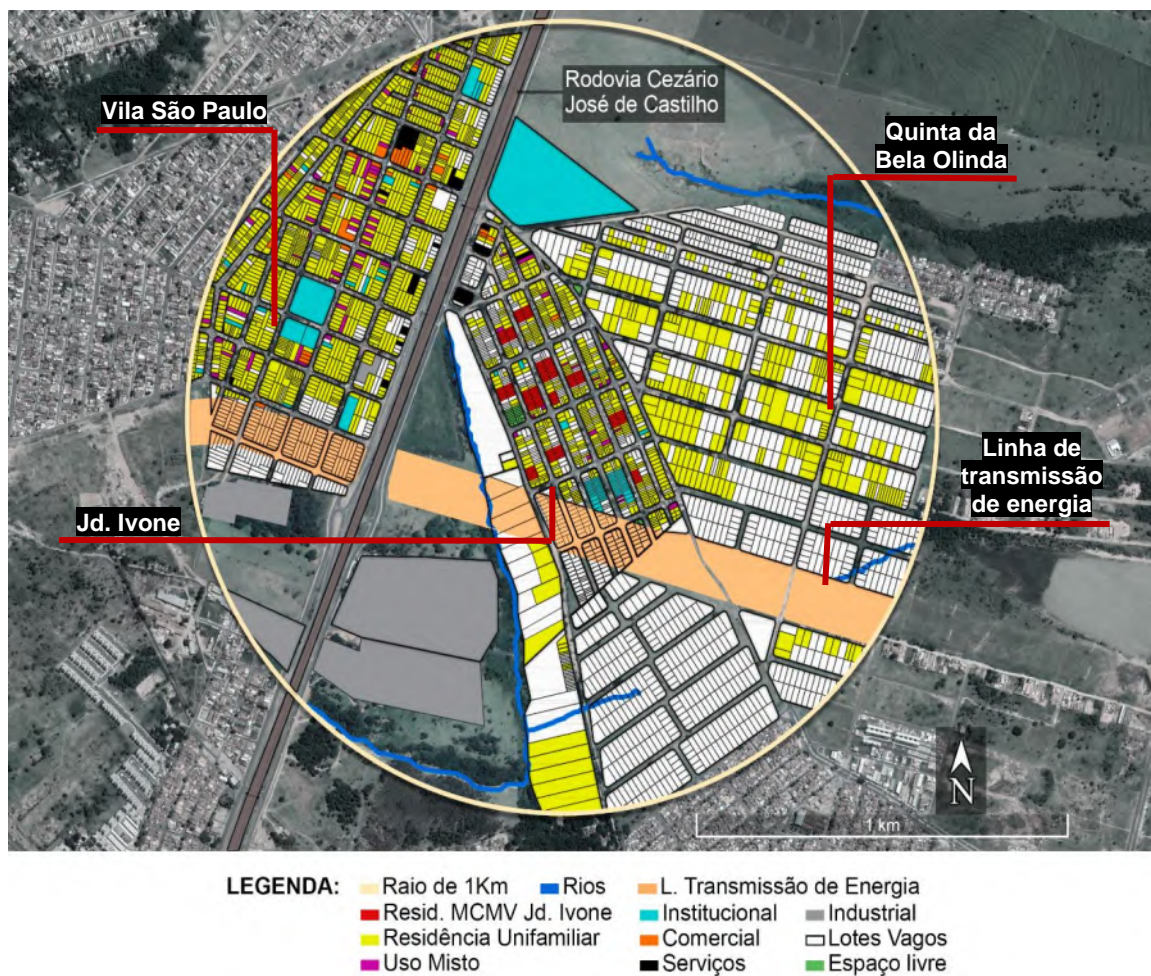 Rodovia Cezário
José de Castilho
Vila São Paulo
Quinta da
Bela Olinda
Linha de
transmissão
de energia
Jd. Ivone
N
1 km
LEGENDA:
Raio de 1Km
Rios
L. Transmissão de Energia
Resid. MCMV Jd. Ivone
Institucional
Industrial
Residência Unifamiliar
Comercial
Lotes Vagos
Uso Misto
Serviços
Espaço livre